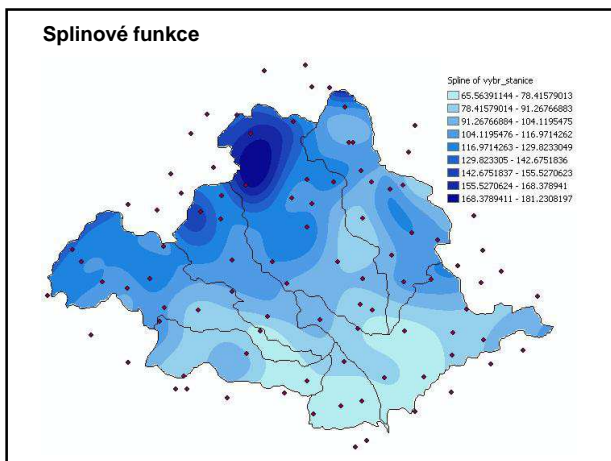 Splinové funkce
Spline of vybr_stanice
65.56391144 - 78.41579013
78.41579014 - 91.26766883
91.26766884 - 104.1195475
104.1195476 - 116.9714262
116.9714263 - 129.8233049
129.823305 - 142.6751836
142.6751837 - 155.5270623
155.5270624 - 168.378941
168.3789411 - 181.2308197